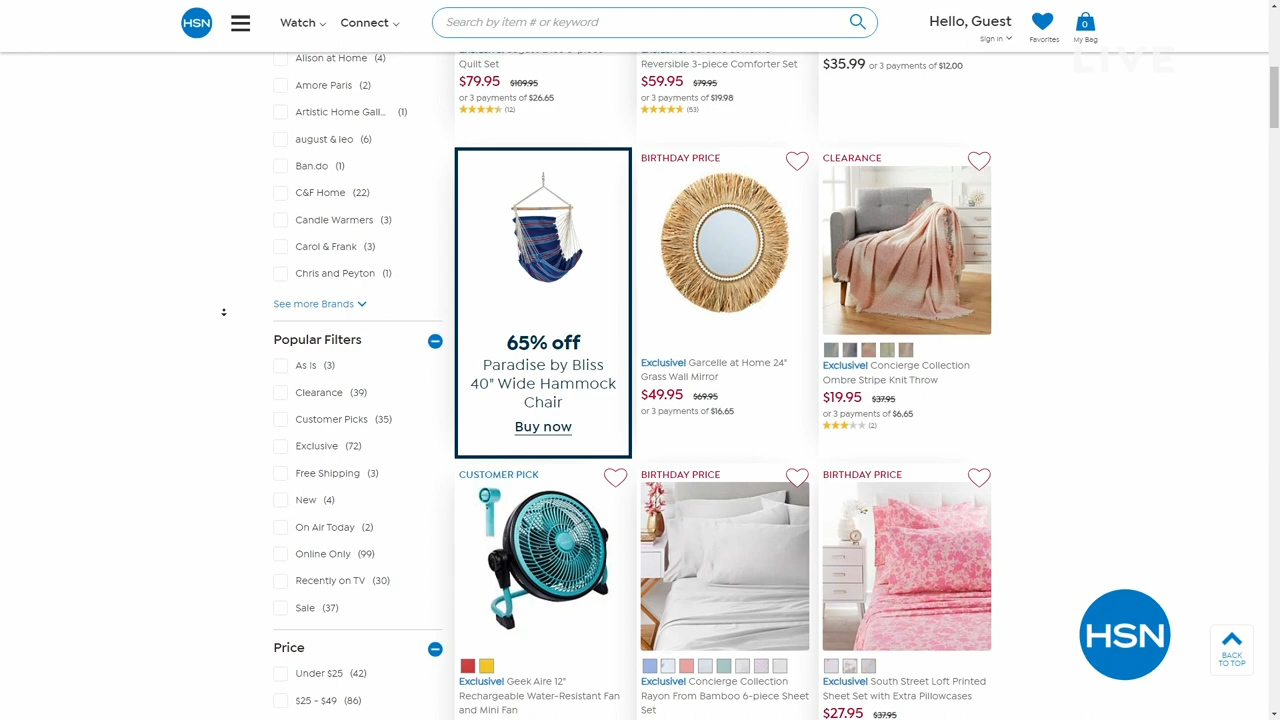 HSN
Watch
Connect
Search by item # or keyword
Hello, Guest
Sign In
Favorites
0
My Bag
LIVE
Alison at Home (4)
Amore Paris (2)
Artistic Home Gall... (1)
august & leo (6)
Ban.do (1)
C&F Home (22)
Candle Warmers (3)
Carol & Frank (3)
Chris and Peyton (1)
See more Brands
Popular Filters
As Is (3)
Clearance (39)
Customer Picks (35)
Exclusive (72)
Free Shipping (3)
New (4)
On Air Today (2)
Online Only (99)
Recently on TV (30)
Sale (37)
Price
Under $25 (42)
$25 - $49 (86)
Quilt Set
$79.95 $109.95
or 3 payments of $26.65
(12)
Reversible 3-piece Comforter Set
$59.95 $79.95
or 3 payments of $19.98
(53)
$35.99 or 3 payments of $12.00
65% off
Paradise by Bliss
40" Wide Hammock
Chair
Buy now
BIRTHDAY PRICE
Exclusive! Garcelle at Home 24"
Grass Wall Mirror
$49.95 $69.95
or 3 payments of $16.65
CLEARANCE
Exclusive! Concierge Collection
Ombre Stripe Knit Throw
$19.95 $37.95
or 3 payments of $6.65
(2)
CUSTOMER PICK
Exclusive! Geek Aire 12"
Rechargeable Water-Resistant Fan
and Mini Fan
BIRTHDAY PRICE
Exclusive! Concierge Collection
Rayon From Bamboo 6-piece Sheet
Set
BIRTHDAY PRICE
Exclusive! South Street Loft Printed
Sheet Set with Extra Pillowcases
$27.95 $37.95
HSN
BACK
TO TOP